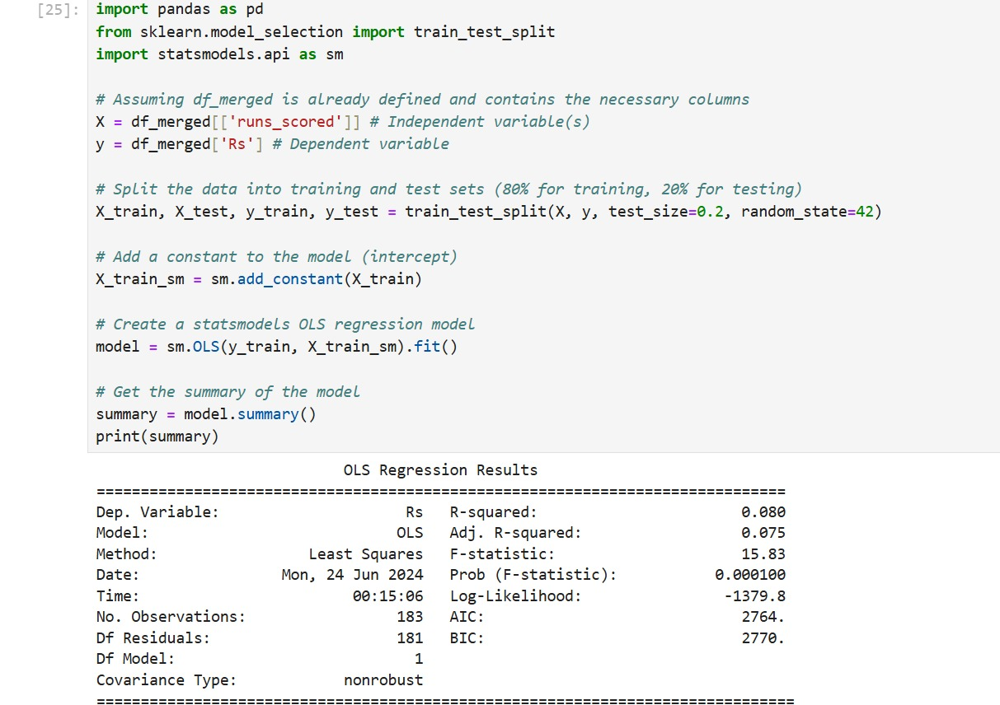 [25]: import pandas as pd
from sklearn.model_selection import train_test_split
import statsmodels.api as sm
# Assuming df_merged is already defined and contains the necessary columns
X = df_merged[['runs_scored']] # Independent variable(s)
y = df_merged['Rs'] # Dependent variable
# Split the data into training and test sets (80% for training, 20% for testing)
X_train, X_test, y_train, y_test = train_test_split(X, y, test_size=0.2, random_state=42)
# Add a constant to the model (intercept)
X_train_sm = sm.add_constant(X_train)
# Create a statsmodels OLS regression model
model = sm.OLS(y_train, X_train_sm).fit()
# Get the summary of the model
summary = model.summary()
print(summary)
OLS Regression Results
==============================================================================
Dep. Variable: Rs R-squared: 0.080
Model: OLS Adj. R-squared: 0.075
Method: Least Squares F-statistic: 15.83
Date: Mon, 24 Jun 2024 Prob (F-statistic): 0.000100
Time: 00:15:06 Log-Likelihood: -1379.8
No. Observations: 183 AIC: 2764.
Df Residuals: 181 BIC: 2770.
Df Model: 1
Covariance Type: nonrobust
===============================================================================